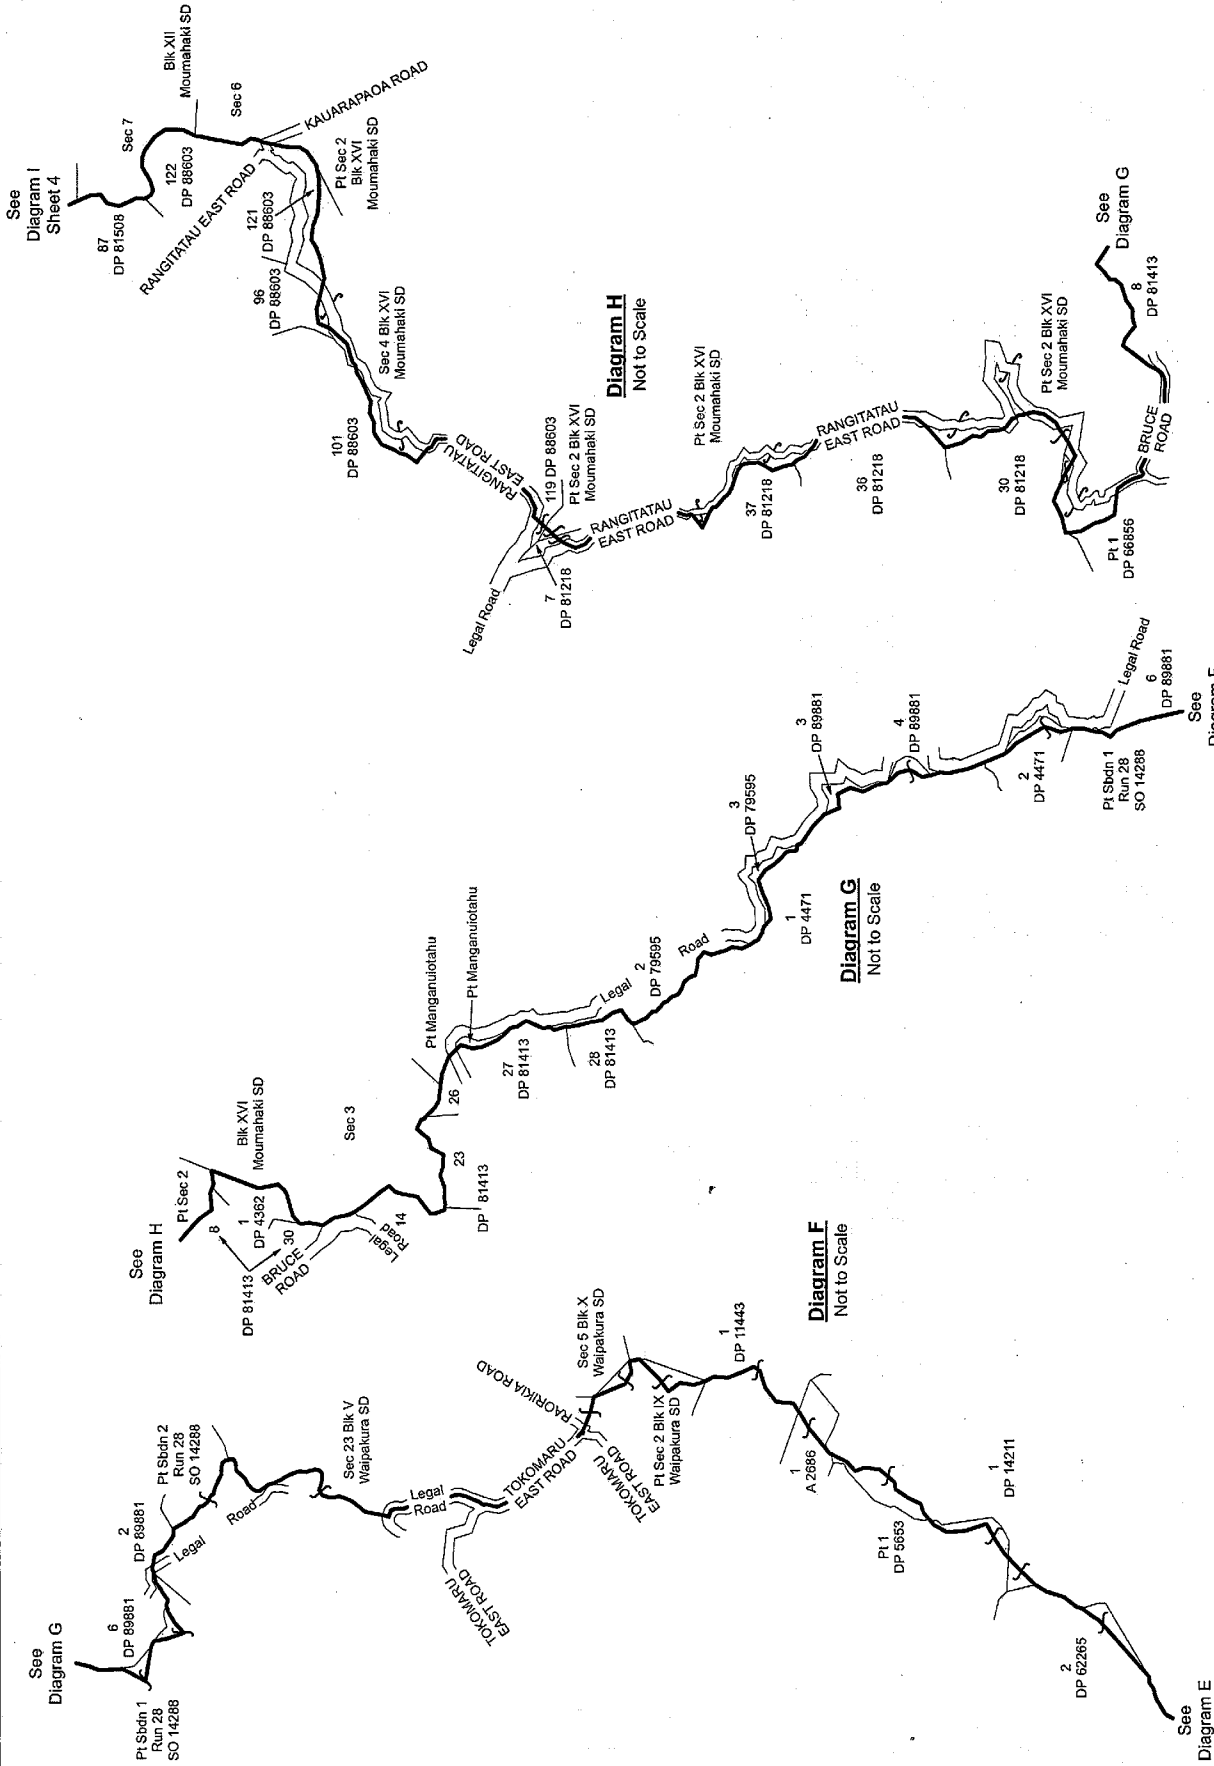 See
Diagram I
Sheet 4
87
DP 81508
Sec 7
122
DP 88603
Blk XII
Moumahaki SD
Sec 6
KAUARAPAOA ROAD
RANGITATAU EAST ROAD
Pt Sec 2
Blk XVI
Moumahaki SD
121
DP 88603
96
DP 88603
Sec 4 Blk XVI
Moumahaki SD
101
DP 88603
RANGITATAU
EAST ROAD
Diagram H
Not to Scale
119 DP 88603
Pt Sec 2 Blk XVI
Moumahaki SD
Legal Road
7
DP 81218
RANGITATAU
EAST ROAD
Pt Sec 2 Blk XVI
Moumahaki SD
37
DP 81218
RANGITATAU
EAST ROAD
36
DP 81218
30
DP 81218
Pt Sec 2 Blk XVI
Moumahaki SD
Pt 1
DP 66856
BRUCE
ROAD
8
DP 81413
See
Diagram G
See
Diagram H
Pt Sec 2
8
1
DP 4362
30
DP 81413
Blk XVI
Moumahaki SD
BRUCE
ROAD
Legal
Road
14
Sec 3
DP 81413
23
26
Pt Manganuiotahu
Pt Manganuiotahu
27
DP 81413
28
DP 81413
Legal
Road
2
DP 79595
3
DP 79595
1
DP 4471
Diagram G
Not to Scale
3
DP 89881
4
DP 89881
2
DP 4471
Legal Road
Pt Sbdn 1
Run 28
SO 14288
6
DP 89881
See
See
Diagram G
Pt Sbdn 1
Run 28
SO 14288
6
DP 89881
2
DP 89881
Legal
Road
Pt Sbdn 2
Run 28
SO 14288
Sec 23 Blk V
Waipakura SD
Legal
Road
TOKOMARU
EAST ROAD
TOKOMARU
EAST ROAD
RAORIKIA ROAD
TOKOMARU
EAST ROAD
Sec 5 Blk X
Waipakura SD
Pt Sec 2 Blk IX
Waipakura SD
1
DP 11443
Diagram F
Not to Scale
1
A 2686
Pt 1
DP 5653
1
DP 14211
2
DP 62265
See
Diagram E